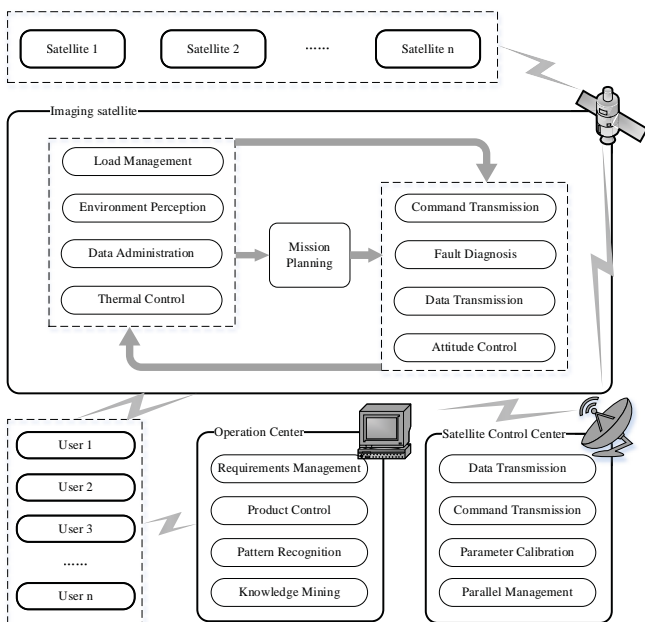 Satellite 1
Satellite 2
......
Satellite n
Imaging satellite
Load Management
Environment Perception
Data Administration
Thermal Control
Mission
Planning
Command Transmission
Fault Diagnosis
Data Transmission
Attitude Control
User 1
User 2
User 3
......
User n
Operation Center
Requirements Management
Product Control
Pattern Recognition
Knowledge Mining
Satellite Control Center
Data Transmission
Command Transmission
Parameter Calibration
Parallel Management